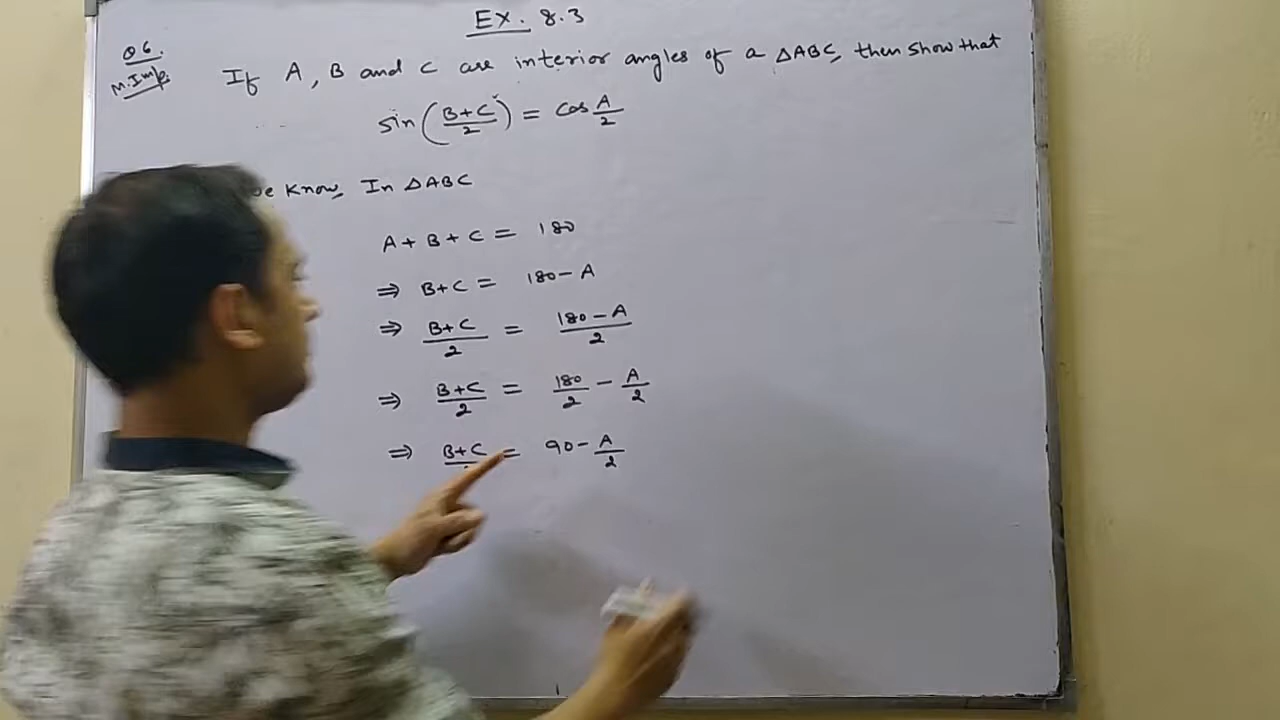 EX. 8.3
Q6.
M.Imp.
If A, B and C are interior angles of a ΔABC, then show that
sin(B+C/2) = cos A/2
we know, In ΔABC
A + B + C = 180
⇒ B+C = 180 - A
⇒ B+C/2 = 180 - A/2
⇒ B+C/2 = 180/2 - A/2
⇒ B+C = 90 - A/2